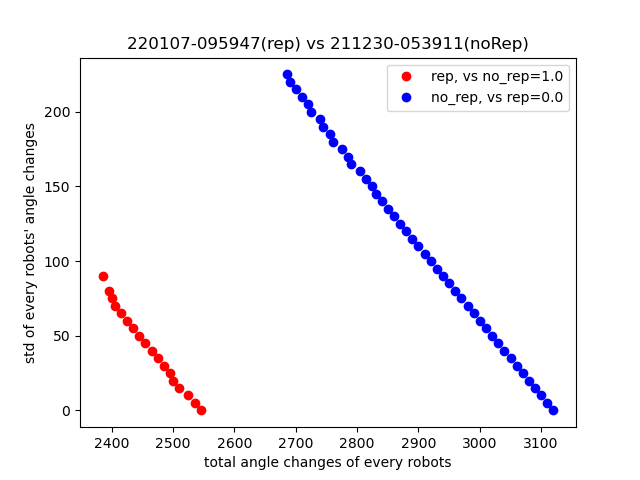 220107-095947(rep) vs 211230-053911(noRep)
rep, vs no_rep=1.0
no_rep, vs rep=0.0
std of every robots' angle changes
200
150
100
50
0
2400 2500 2600 2700 2800 2900 3000 3100
total angle changes of every robots